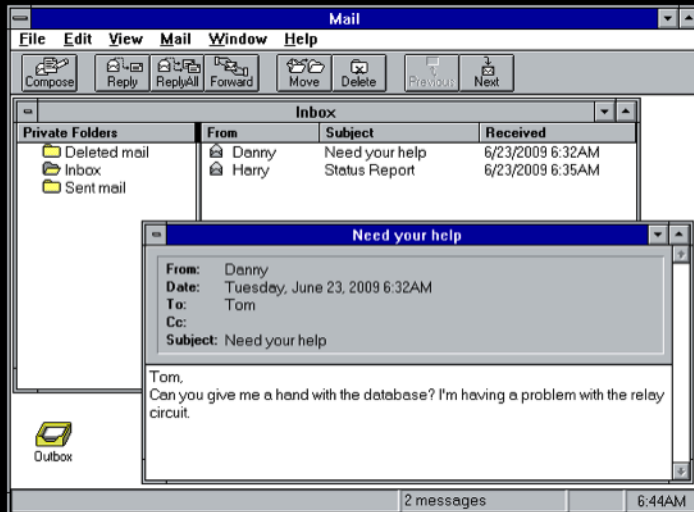 Mail
File Edit View Mail Window Help
Compose Reply ReplyAll Forward Move Delete Previous Next
Inbox
Private Folders From Subject Received
Deleted mail Danny Need your help 6/23/2009 6:32AM
Inbox Harry Status Report 6/23/2009 6:35AM
Sent mail
Need your help
From: Danny
Date: Tuesday, June 23, 2009 6:32AM
To: Tom
Cc:
Subject: Need your help
Tom,
Can you give me a hand with the database? I'm having a problem with the relay
circuit.
Outbox
2 messages 6:44AM